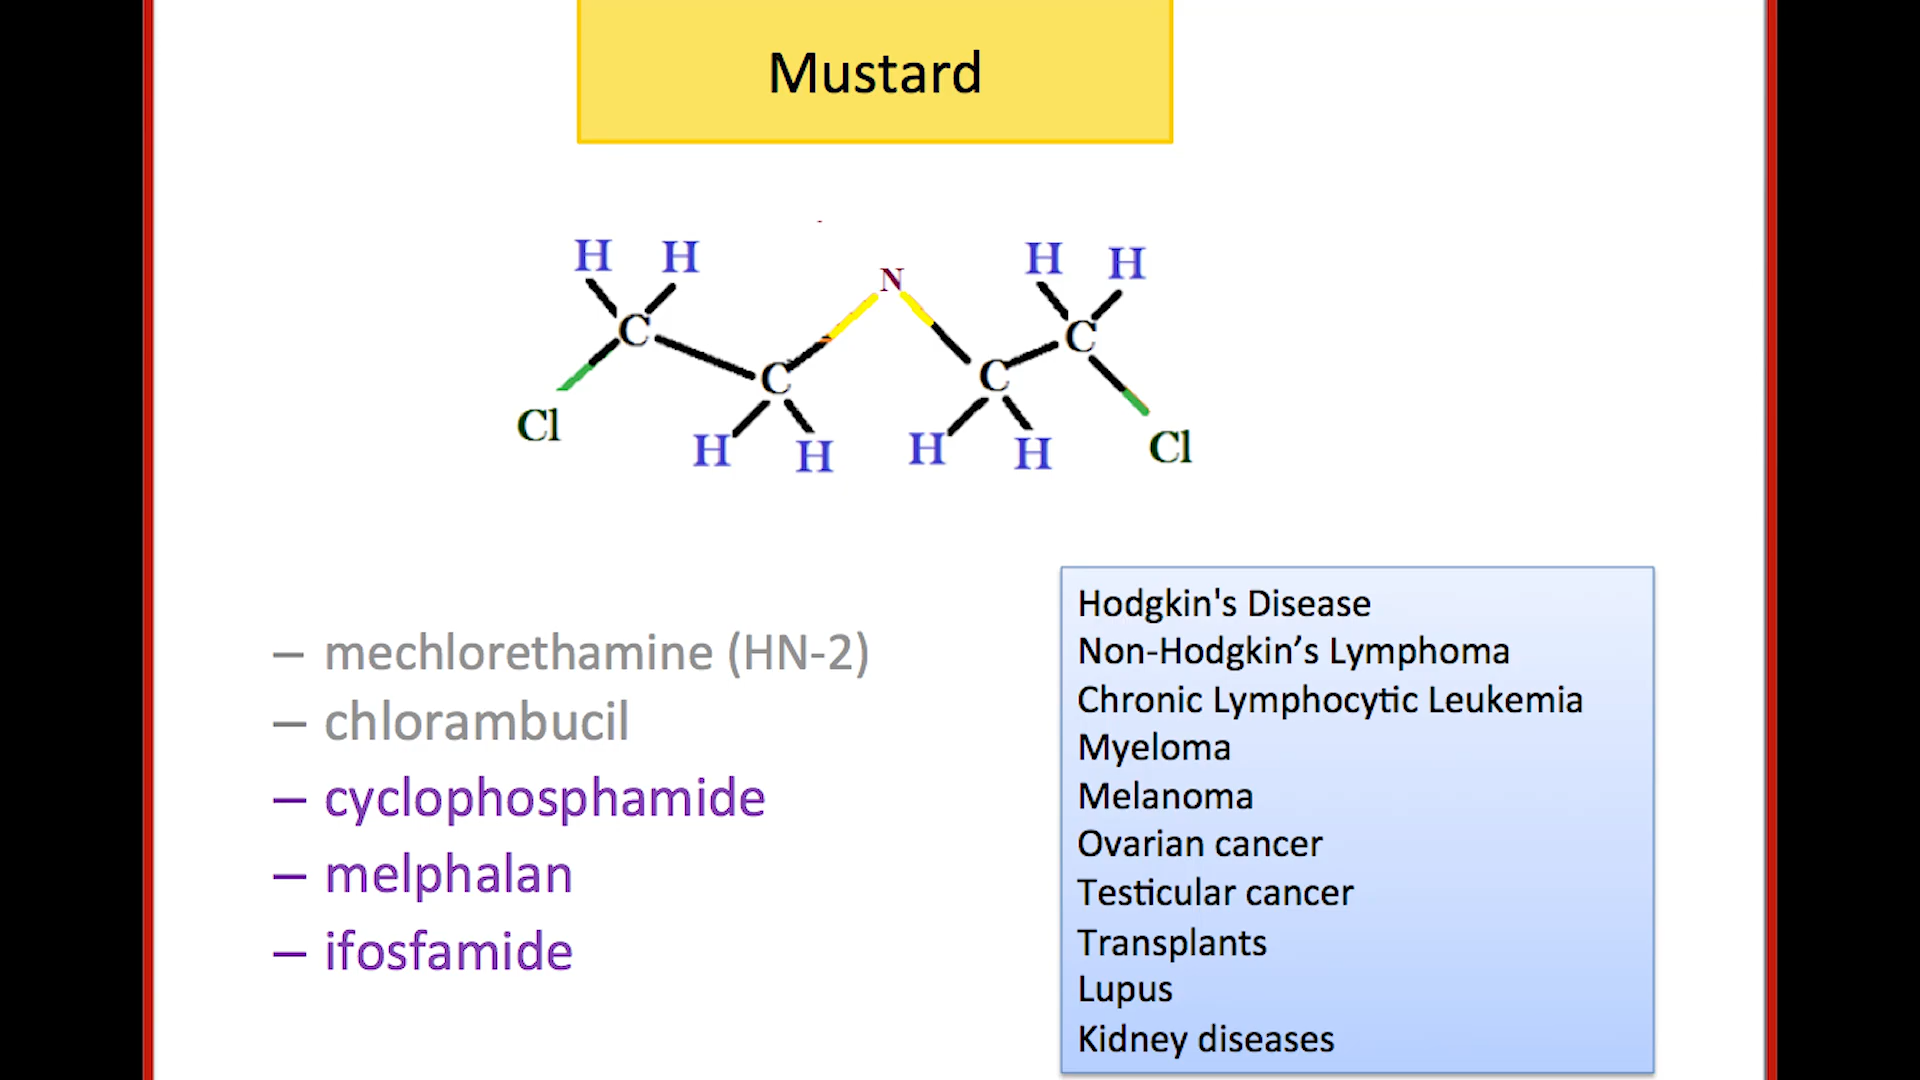 Mustard
H H N H H
C C
C C
Cl Cl
H H H H
– mechlorethamine (HN-2)
– chlorambucil
– cyclophosphamide
– melphalan
– ifosfamide
Hodgkin's Disease
Non-Hodgkin’s Lymphoma
Chronic Lymphocytic Leukemia
Myeloma
Melanoma
Ovarian cancer
Testicular cancer
Transplants
Lupus
Kidney diseases